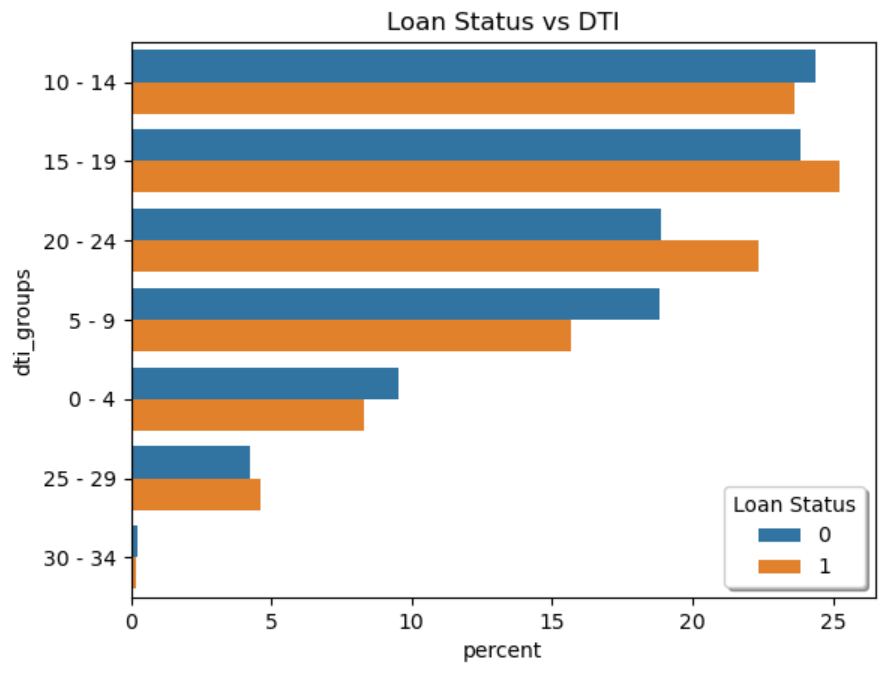 Loan Status vs DTI
dti_groups
10 - 14
15 - 19
20 - 24
5 - 9
0 - 4
25 - 29
30 - 34
Loan Status
0
1
0 5 10 15 20 25
percent